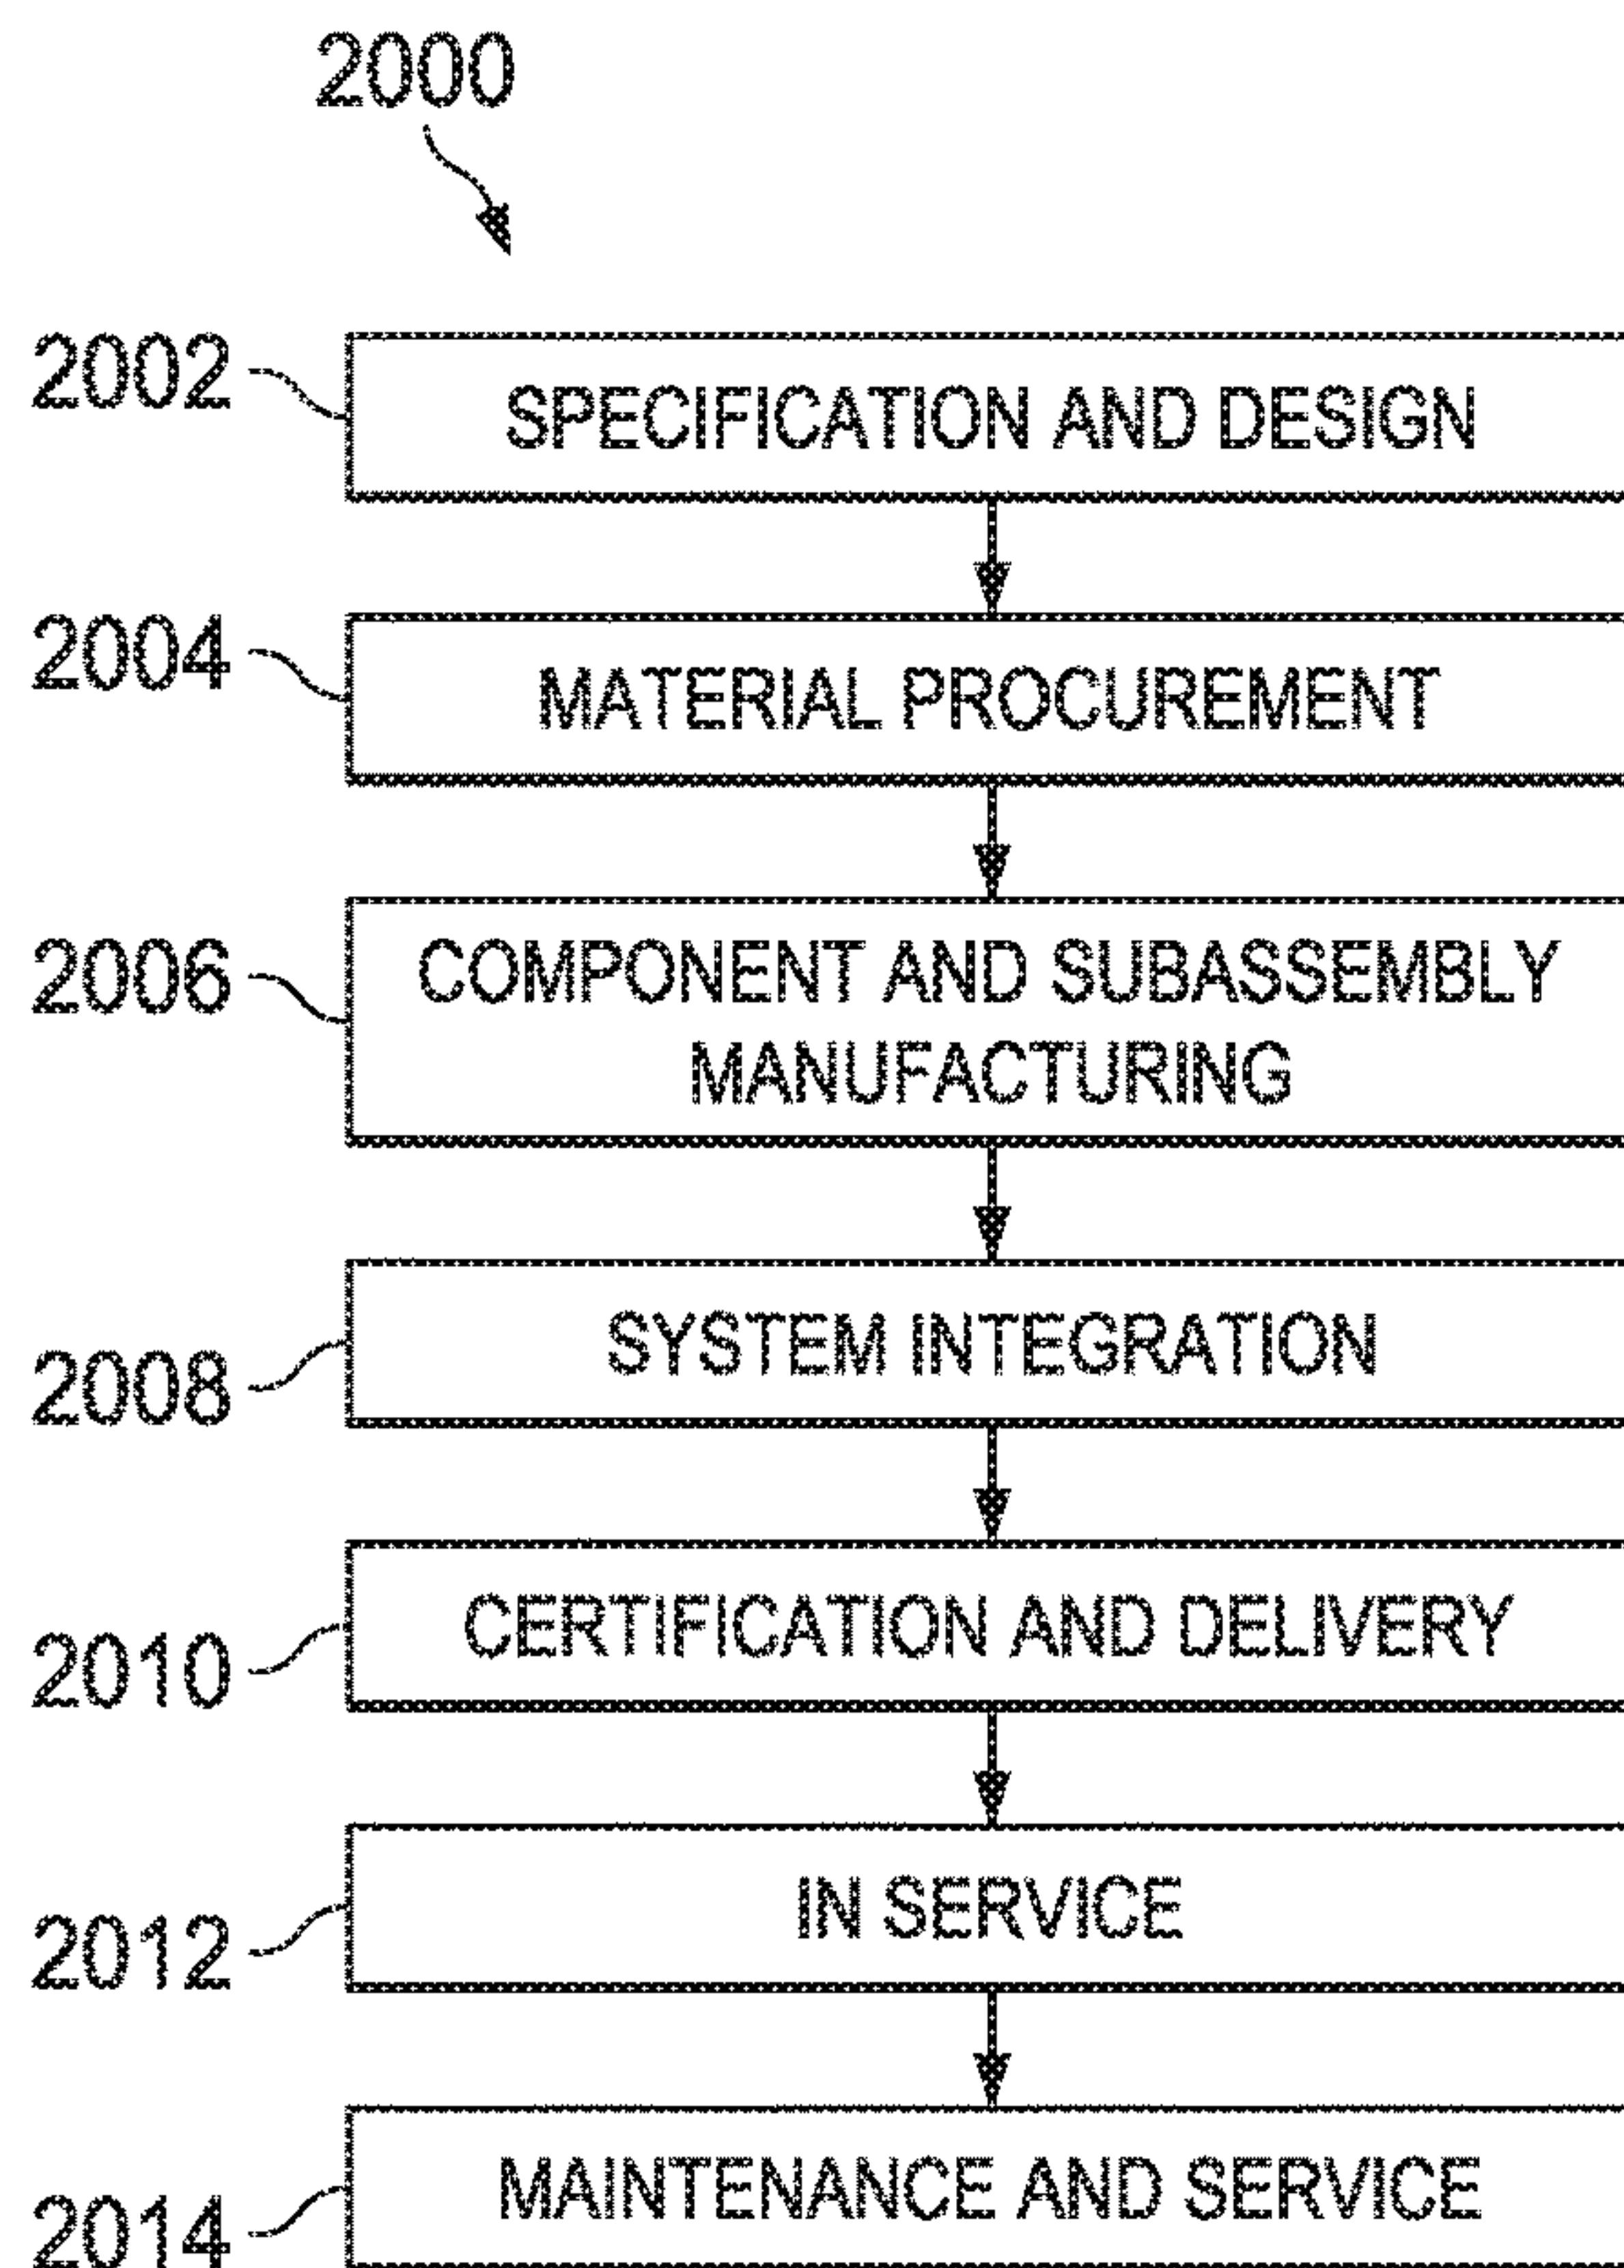 2000
2002
SPECIFICATION AND DESIGN
2004
MATERIAL PROCUREMENT
2006
COMPONENT AND SUBASSEMBLY
MANUFACTURING
2008
SYSTEM INTEGRATION
2010
CERTIFICATION AND DELIVERY
2012
IN SERVICE
2014
MAINTENANCE AND SERVICE